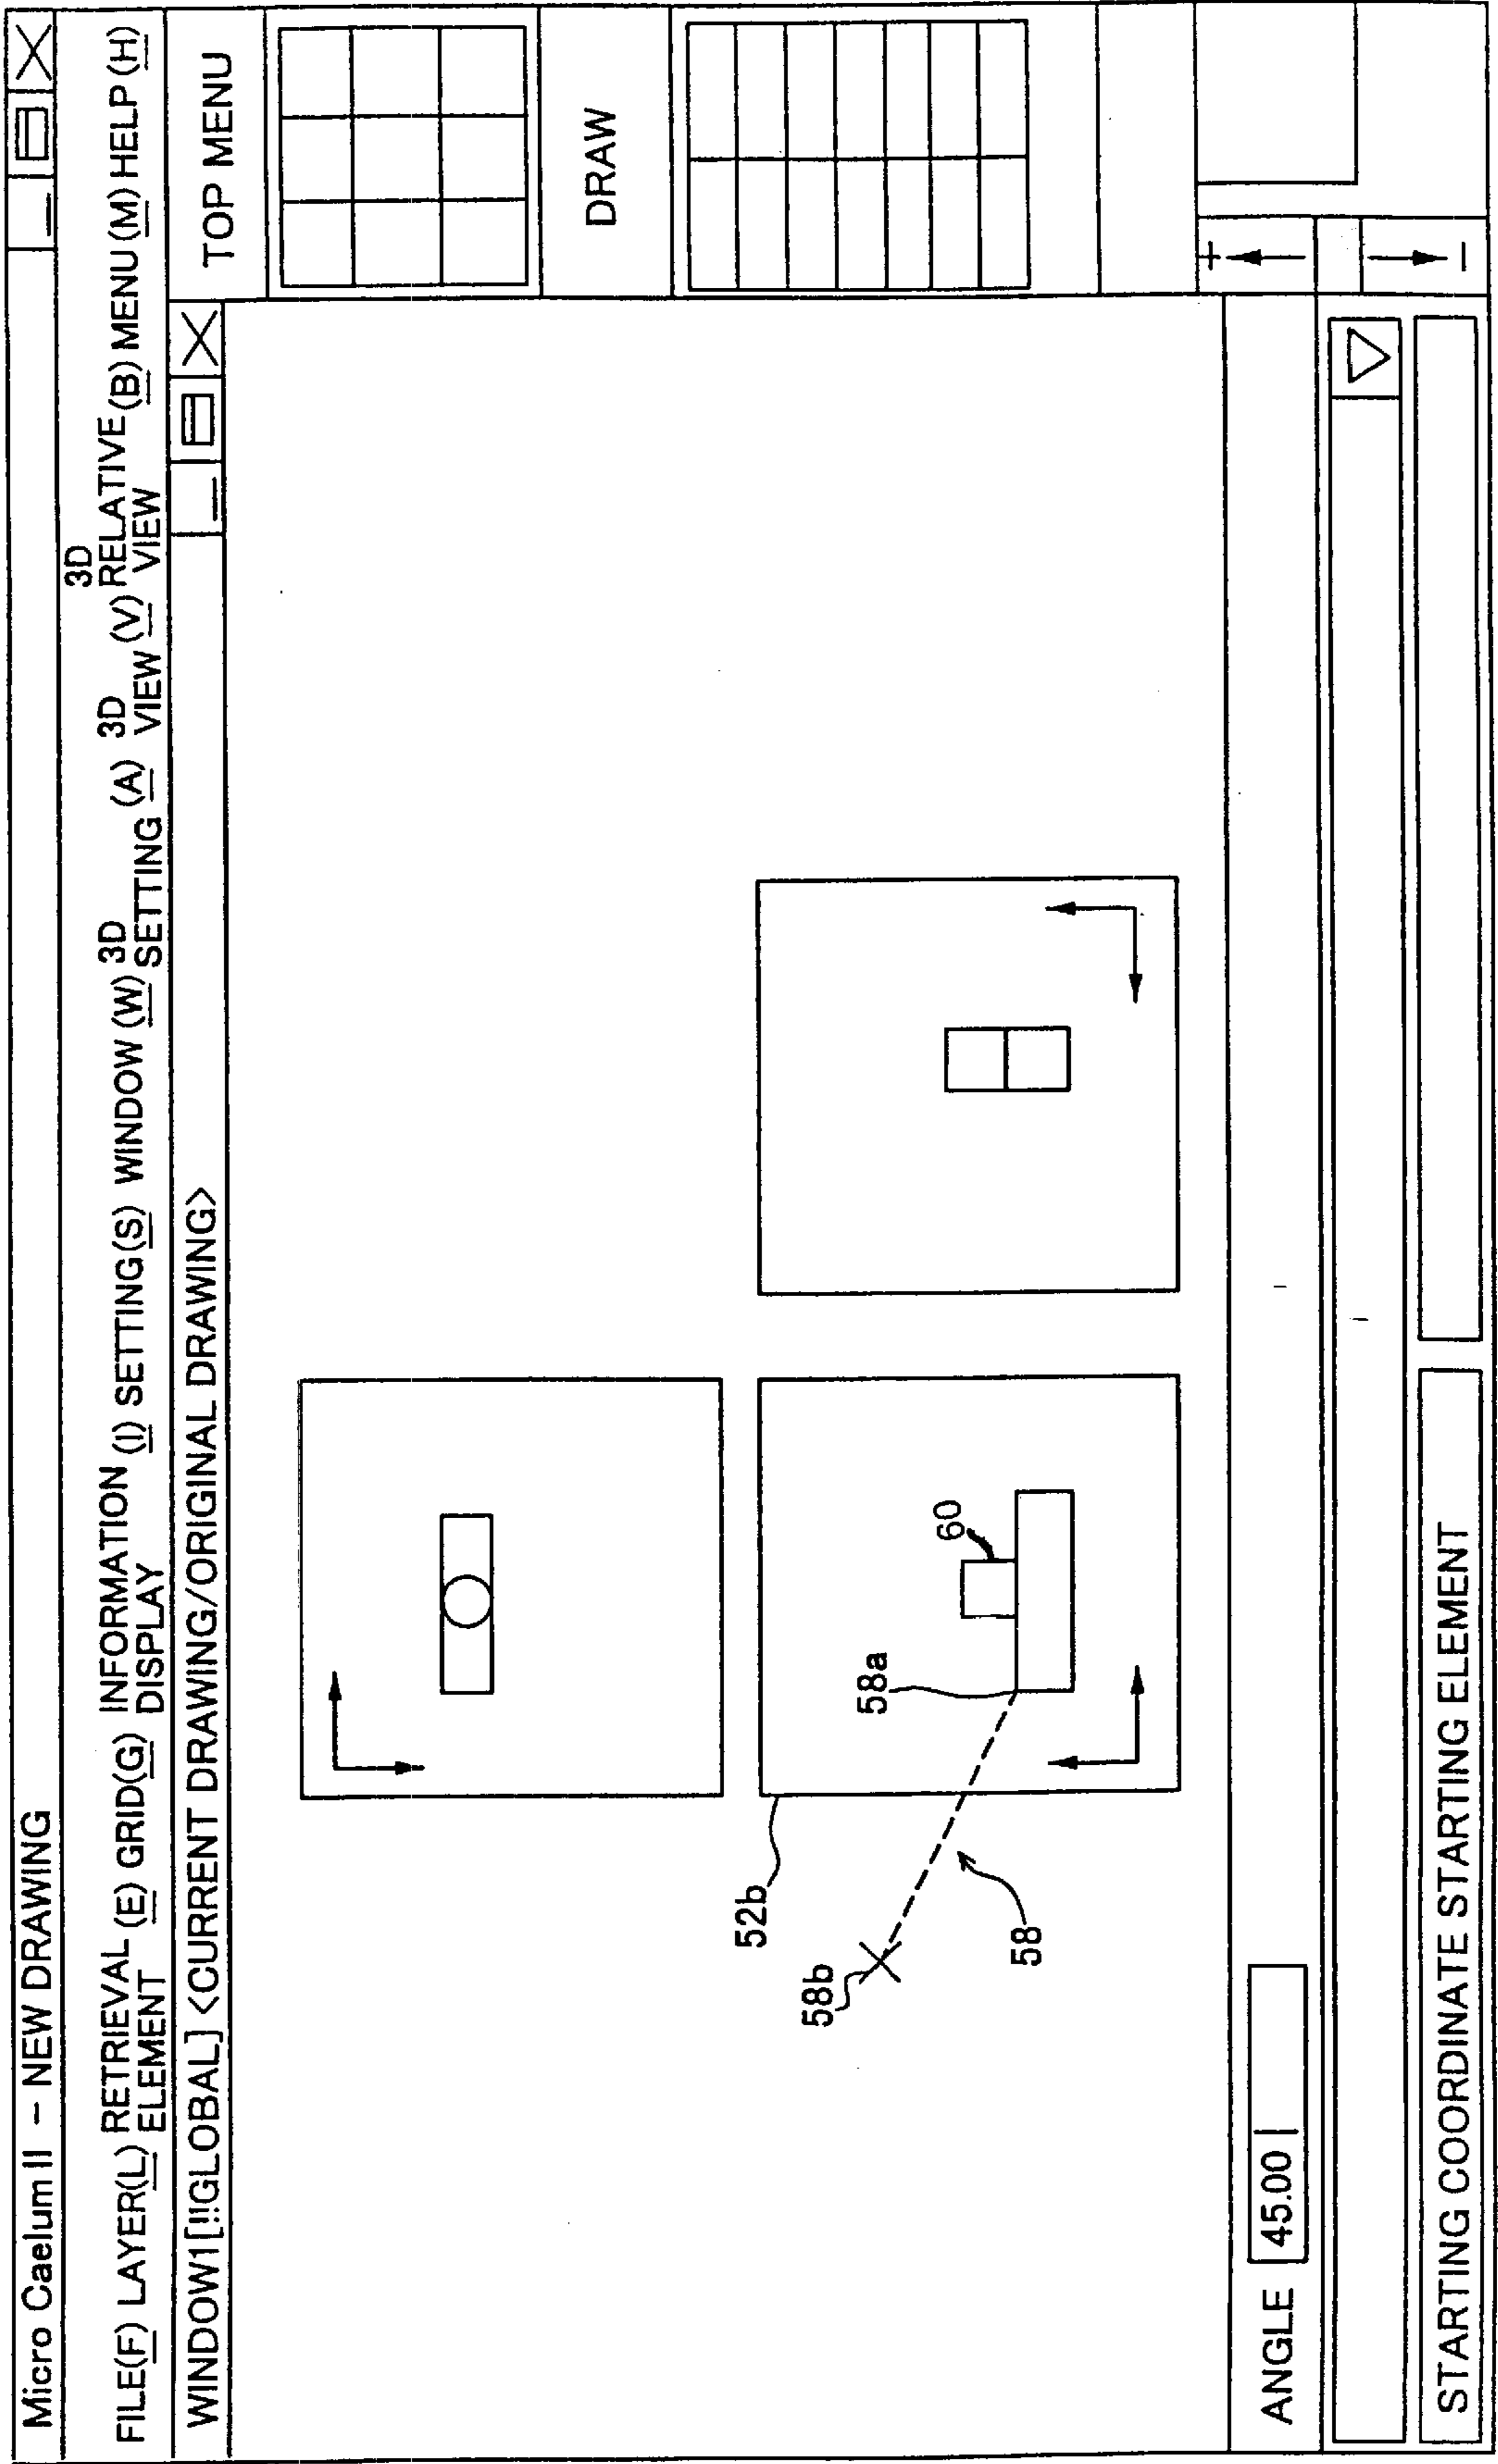 Micro Caelum II – NEW DRAWING
FILE(F) LAYER(L) RETRIEVAL ELEMENT (E) GRID(G) INFORMATION DISPLAY (I) SETTING(S) WINDOW (W) 3D SETTING (A) 3D VIEW (V) 3D RELATIVE VIEW (B) MENU (M) HELP (H)
WINDOW1[!!GLOBAL] <CURRENT DRAWING/ORIGINAL DRAWING>
TOP MENU
DRAW
52b
58b
58
58a
60
+
–
ANGLE 45.00
STARTING COORDINATE STARTING ELEMENT